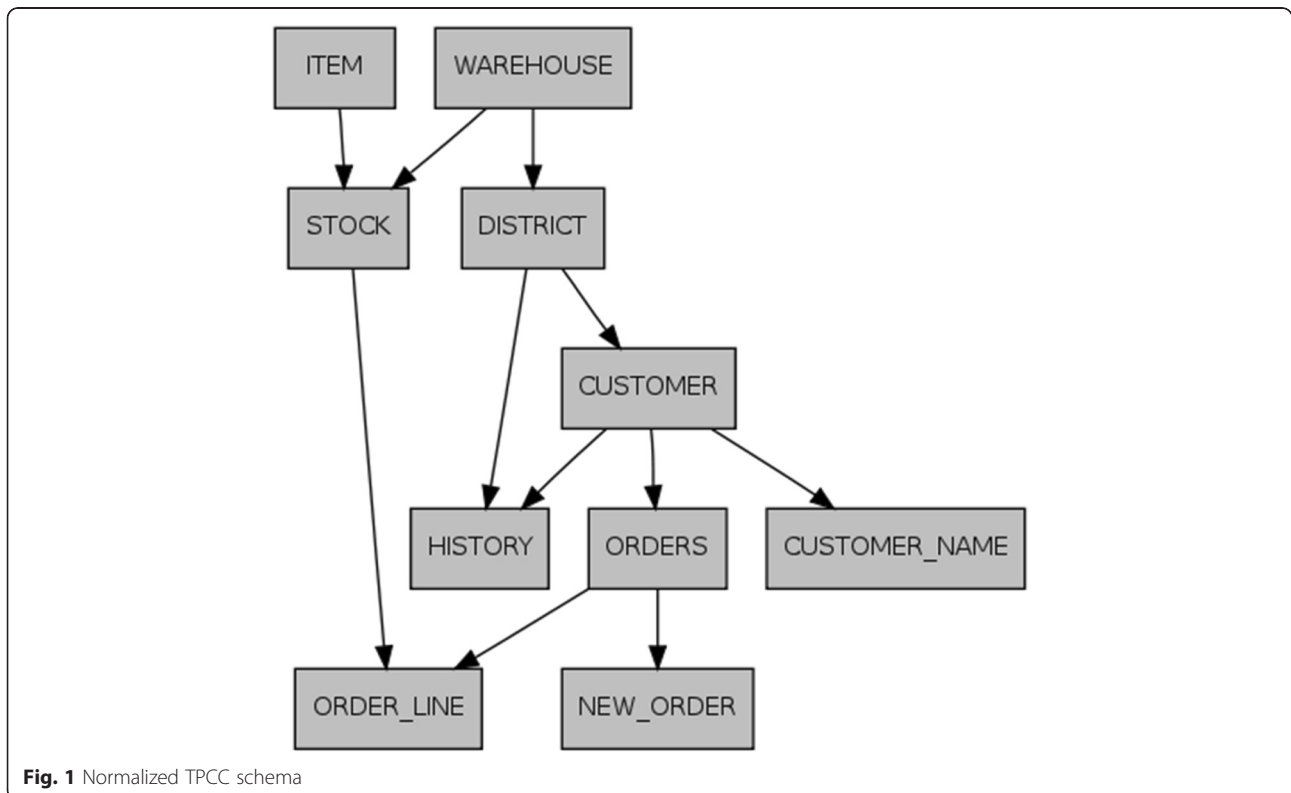 ITEM
WAREHOUSE
STOCK
DISTRICT
CUSTOMER
HISTORY
ORDERS
CUSTOMER_NAME
ORDER_LINE
NEW_ORDER
Fig. 1 Normalized TPCC schema